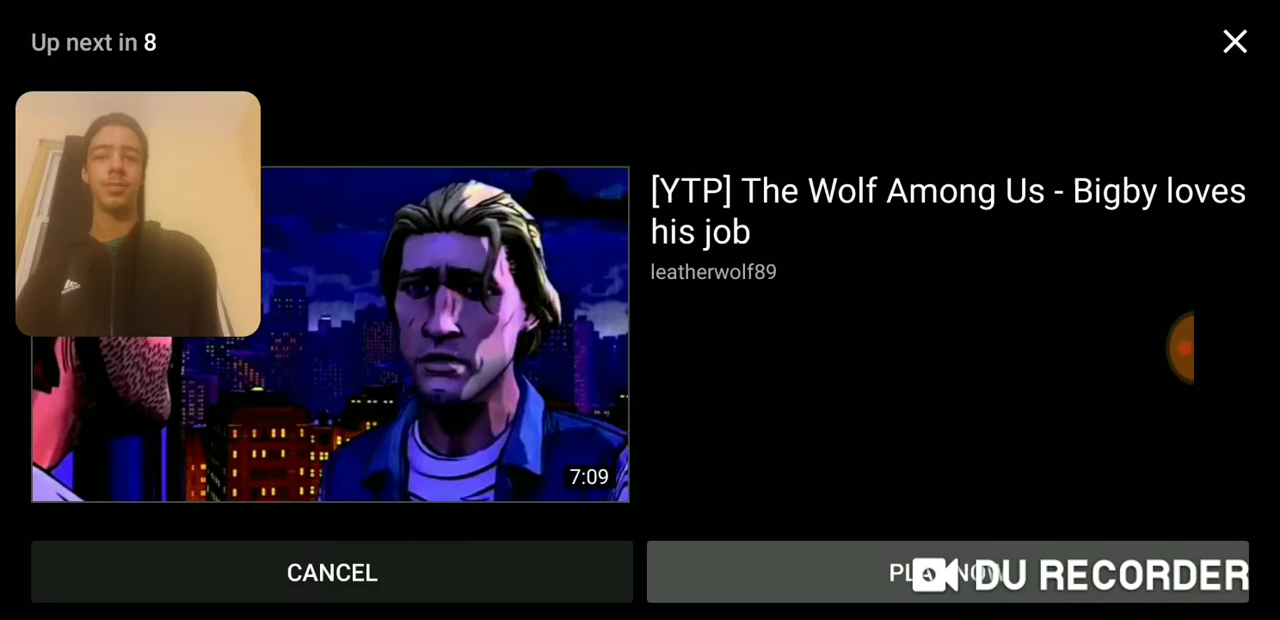 Up next in 8
[YTP] The Wolf Among Us - Bigby loves
his job
leatherwolf89
7:09
CANCEL
DU RECORDER